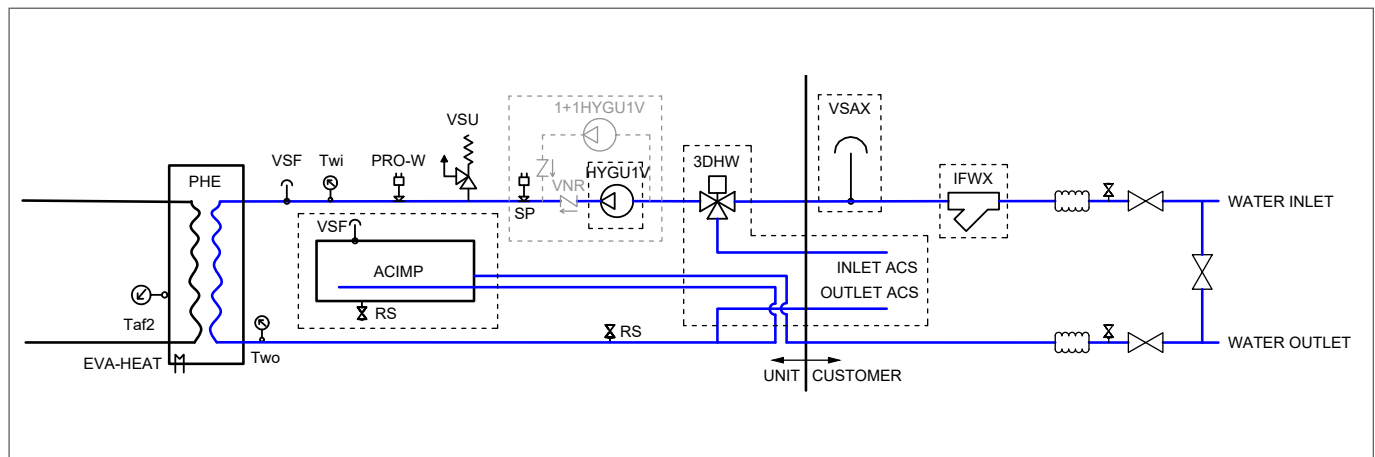 1+1HYGU1V
VSAX
VSU
3DHW
PHE
VSF
Twi
PRO-W
HYGU1V
IFWX
VNR
SP
WATER INLET
VSF
ACIMP
INLET ACS
OUTLET ACS
Taf2
RS
RS
EVA-HEAT
Two
WATER OUTLET
UNIT
CUSTOMER